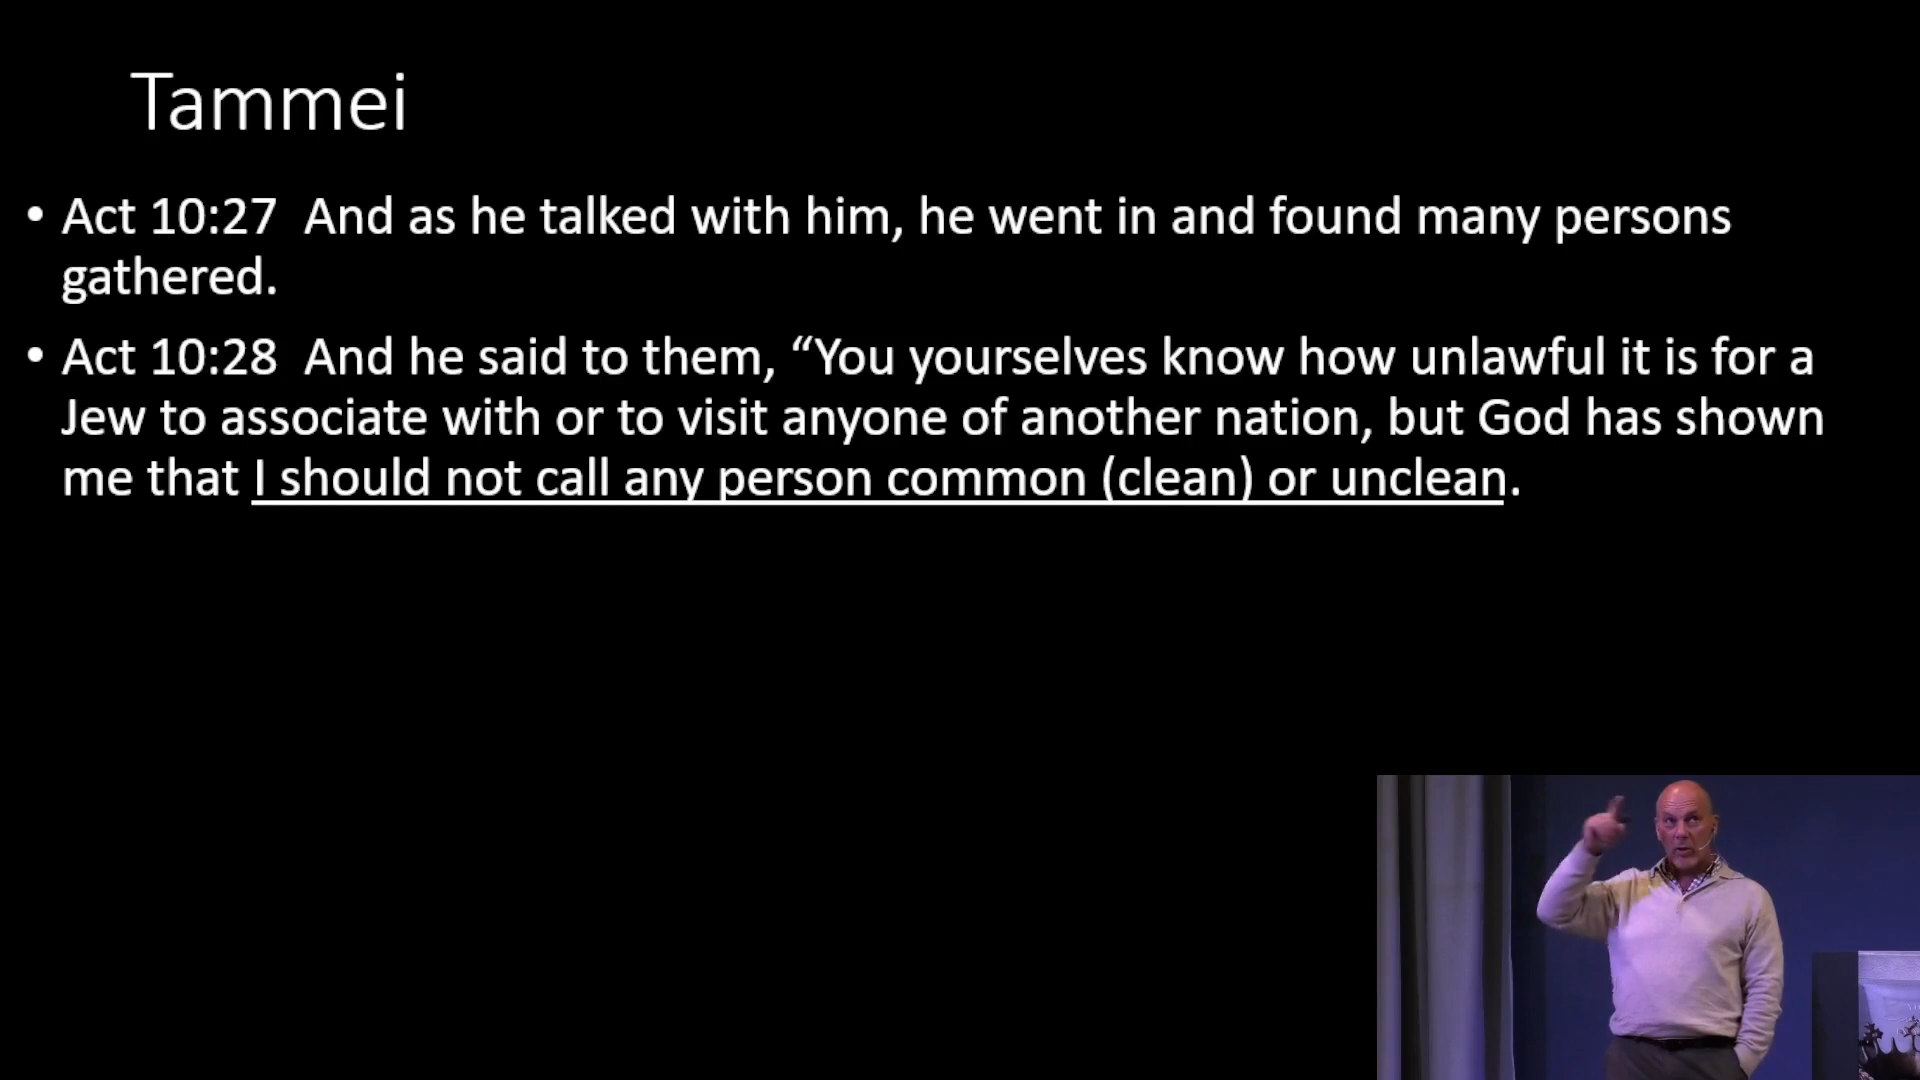 Tammei
• Act 10:27  And as he talked with him, he went in and found many persons
gathered.
• Act 10:28  And he said to them, “You yourselves know how unlawful it is for a
Jew to associate with or to visit anyone of another nation, but God has shown
me that I should not call any person common (clean) or unclean.